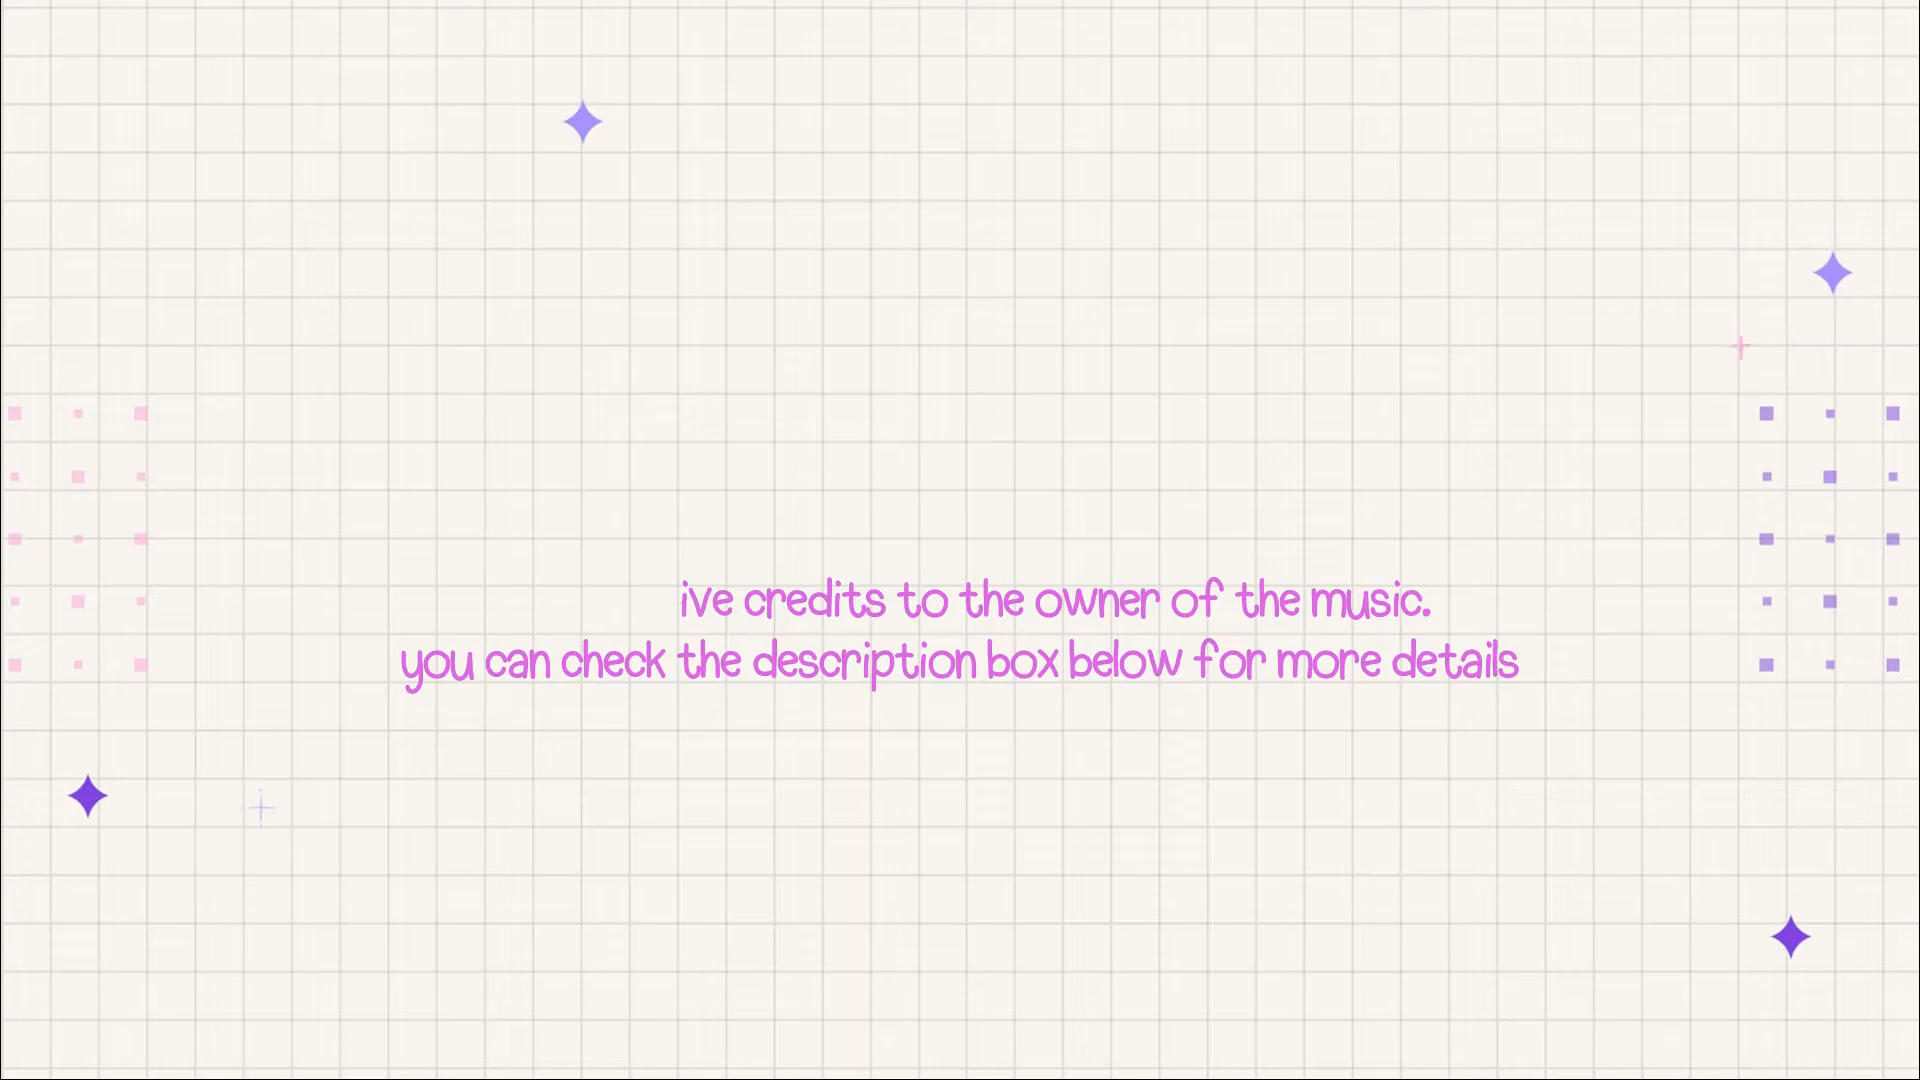 ive credits to the owner of the music.
you can check the description box below for more details